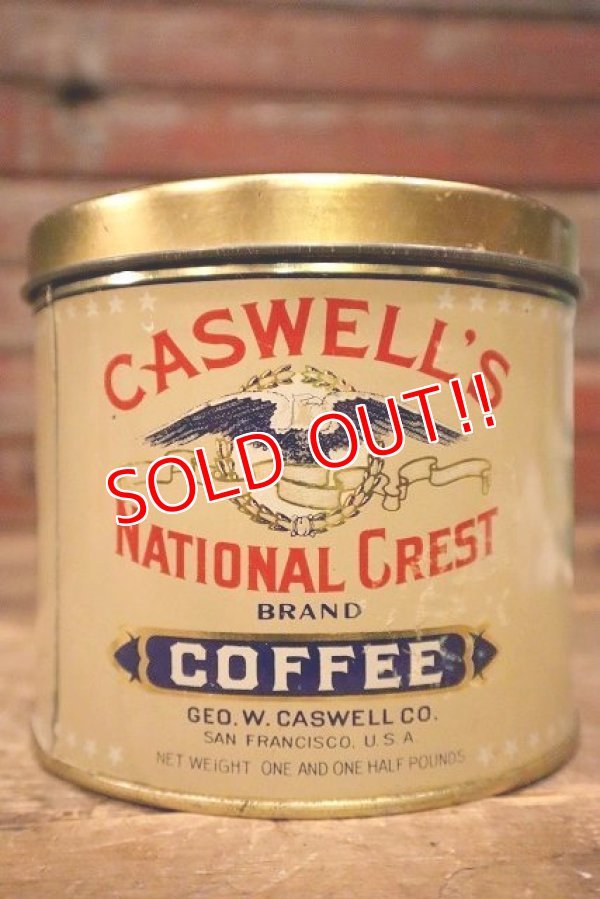 CASWELL'S
SOLD OUT!!
NATIONAL CREST
BRAND
COFFEE
GEO. W. CASWELL CO.
SAN FRANCISCO, U.S.A
NET WEIGHT ONE AND ONE HALF POUNDS